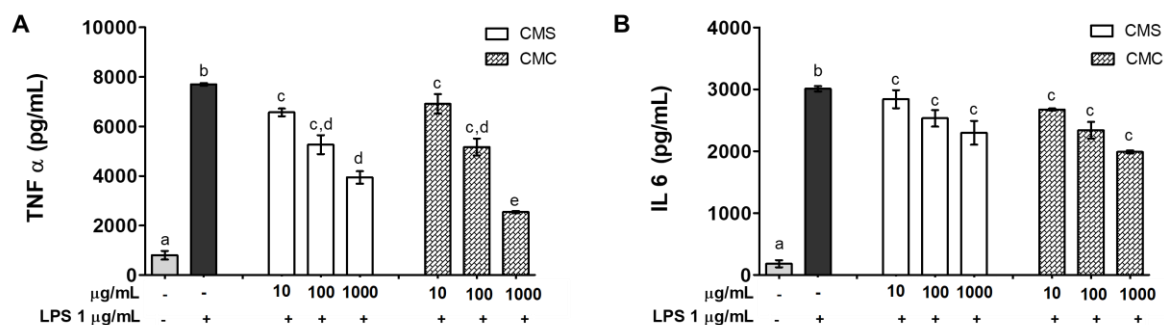 A
TNF α (pg/mL)
10000
8000
6000
4000
2000
0
CMS
CMC
a
b
c
c,d
d
c
c,d
e
μg/mL - - 10 100 1000 10 100 1000
LPS 1 μg/mL - + + + + + + +
B
IL 6 (pg/mL)
4000
3000
2000
1000
0
CMS
CMC
a
b
c
c
c
c
c
c
μg/mL - - 10 100 1000 10 100 1000
LPS 1 μg/mL - + + + + + + +